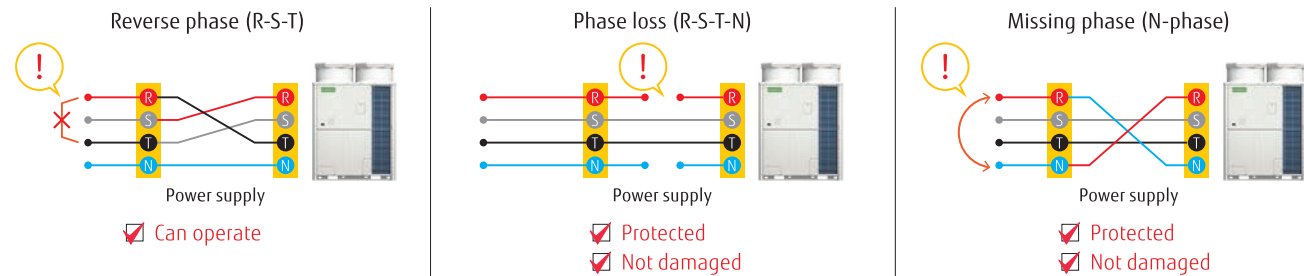 Reverse phase (R-S-T)
!
R
S
T
N
R
S
T
N
Power supply
Can operate
Phase loss (R-S-T-N)
!
R
S
T
N
R
S
T
N
Power supply
Protected
Not damaged
Missing phase (N-phase)
!
R
S
T
N
R
S
T
N
Power supply
Protected
Not damaged